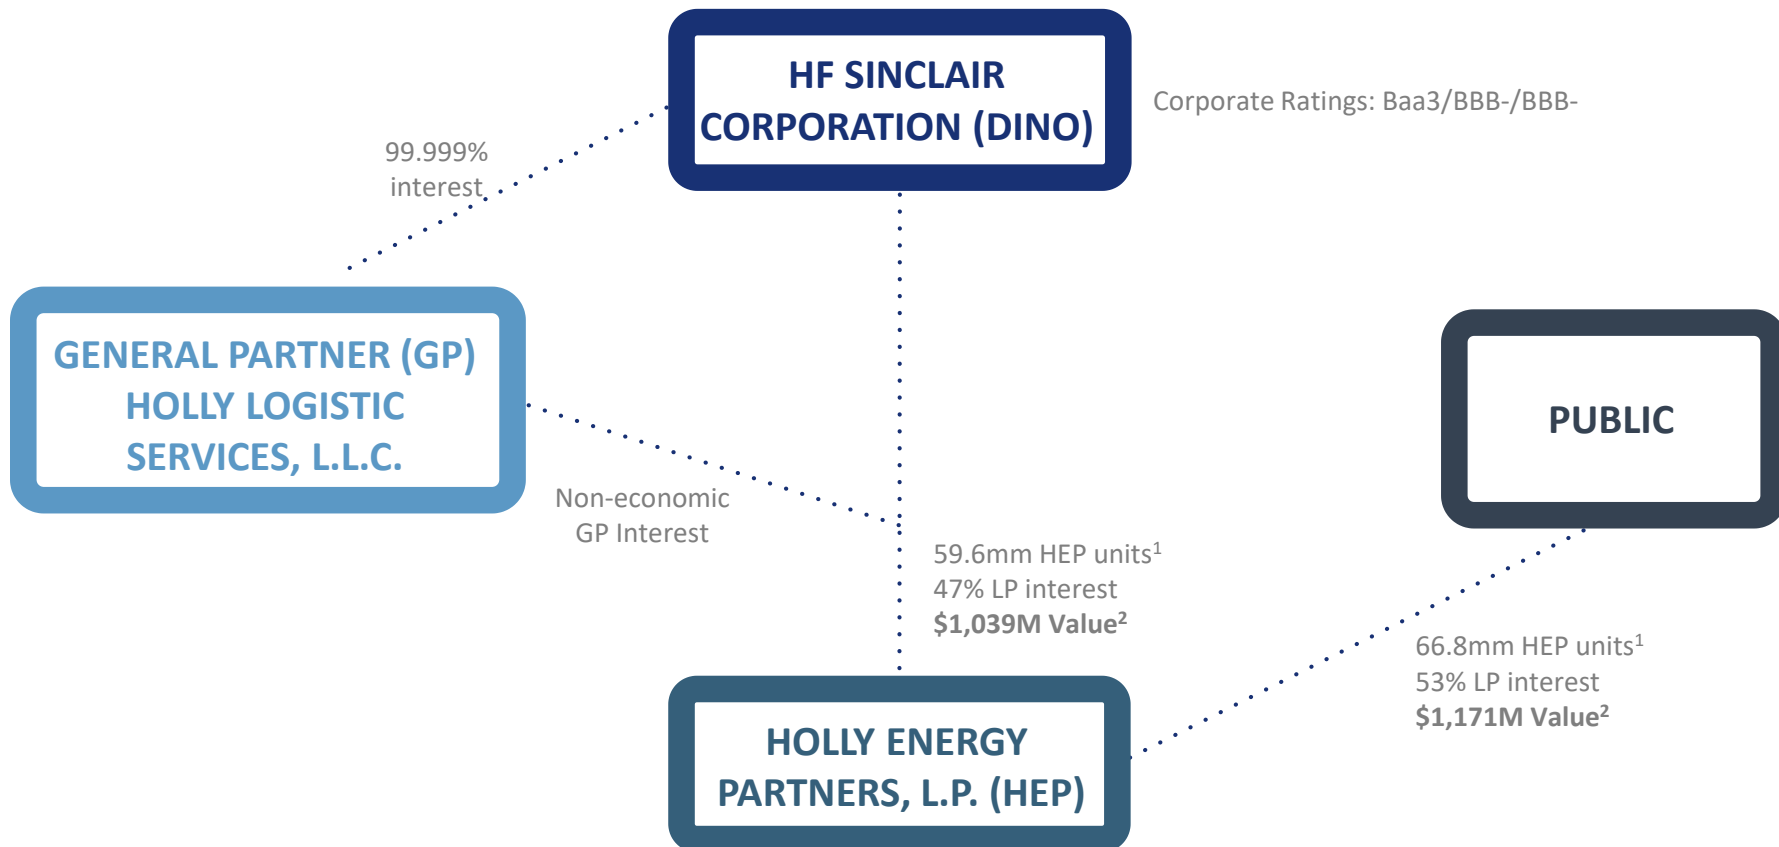 HF SINCLAIR
CORPORATION (DINO)
Corporate Ratings: Baa3/BBB-/BBB-
99.999%
interest
GENERAL PARTNER (GP)
HOLLY LOGISTIC
SERVICES, L.L.C.
PUBLIC
Non-economic
GP Interest
59.6mm HEP units¹
47% LP interest
$1,039M Value²
66.8mm HEP units¹
53% LP interest
$1,171M Value²
HOLLY ENERGY
PARTNERS, L.P. (HEP)